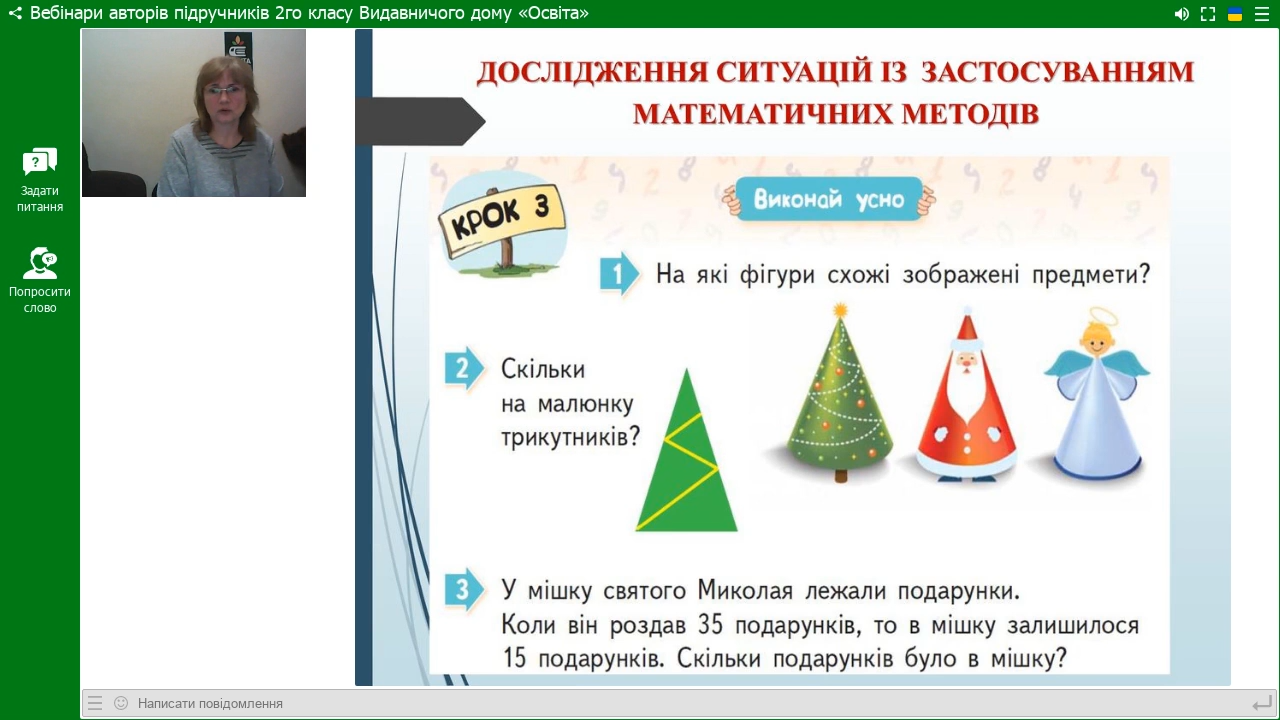 Вебінари авторів підручників 2го класу Видавничого дому «Освіта»
Задати
питання
Попросити
слово
ДОСЛІДЖЕННЯ СИТУАЦІЙ ІЗ ЗАСТОСУВАННЯМ
МАТЕМАТИЧНИХ МЕТОДІВ
КРОК 3
Виконай усно
1 На які фігури схожі зображені предмети?
2 Скільки
на малюнку
трикутників?
3 У мішку святого Миколая лежали подарунки.
Коли він роздав 35 подарунків, то в мішку залишилося
15 подарунків. Скільки подарунків було в мішку?
Написати повідомлення